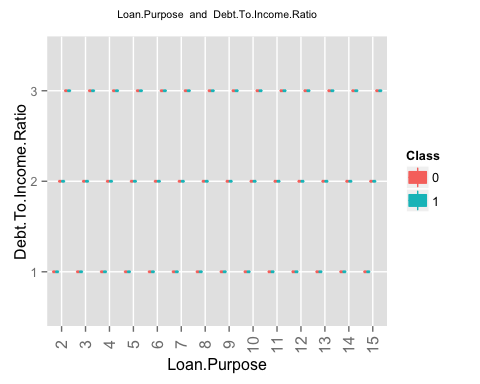 Loan.Purpose and Debt.To.Income.Ratio
Debt.To.Income.Ratio
3
2
1
2 3 4 5 6 7 8 9 10 11 12 13 14 15
Loan.Purpose
Class
0
1